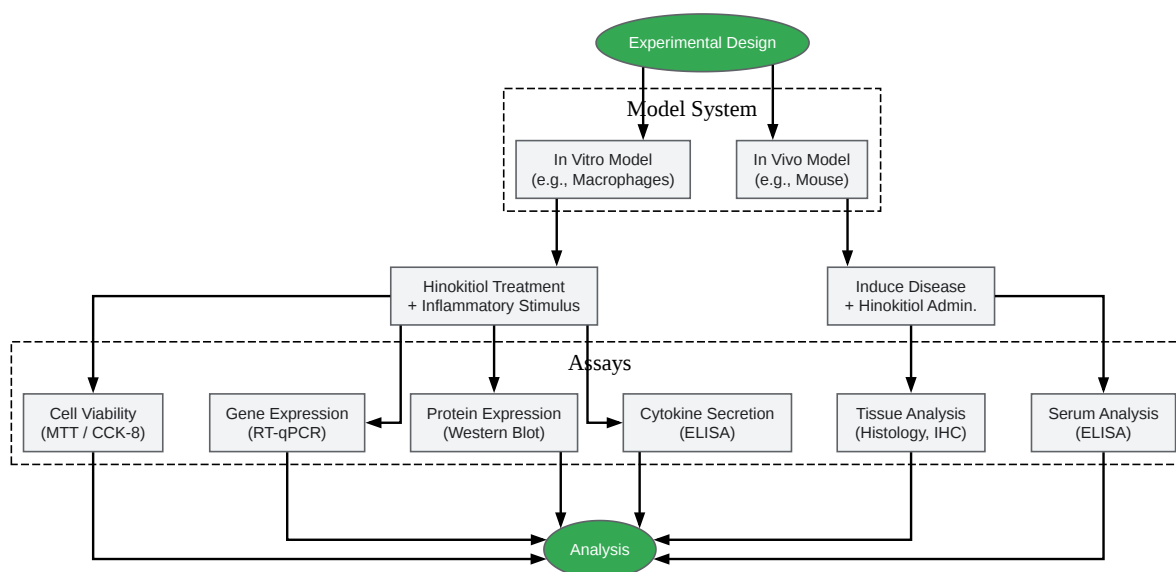 Experimental Design
Model System
In Vitro Model
(e.g., Macrophages)
In Vivo Model
(e.g., Mouse)
Hinokitiol Treatment
+ Inflammatory Stimulus
Induce Disease
+ Hinokitiol Admin.
Assays
Cell Viability
(MTT / CCK-8)
Gene Expression
(RT-qPCR)
Protein Expression
(Western Blot)
Cytokine Secretion
(ELISA)
Tissue Analysis
(Histology, IHC)
Serum Analysis
(ELISA)
Analysis